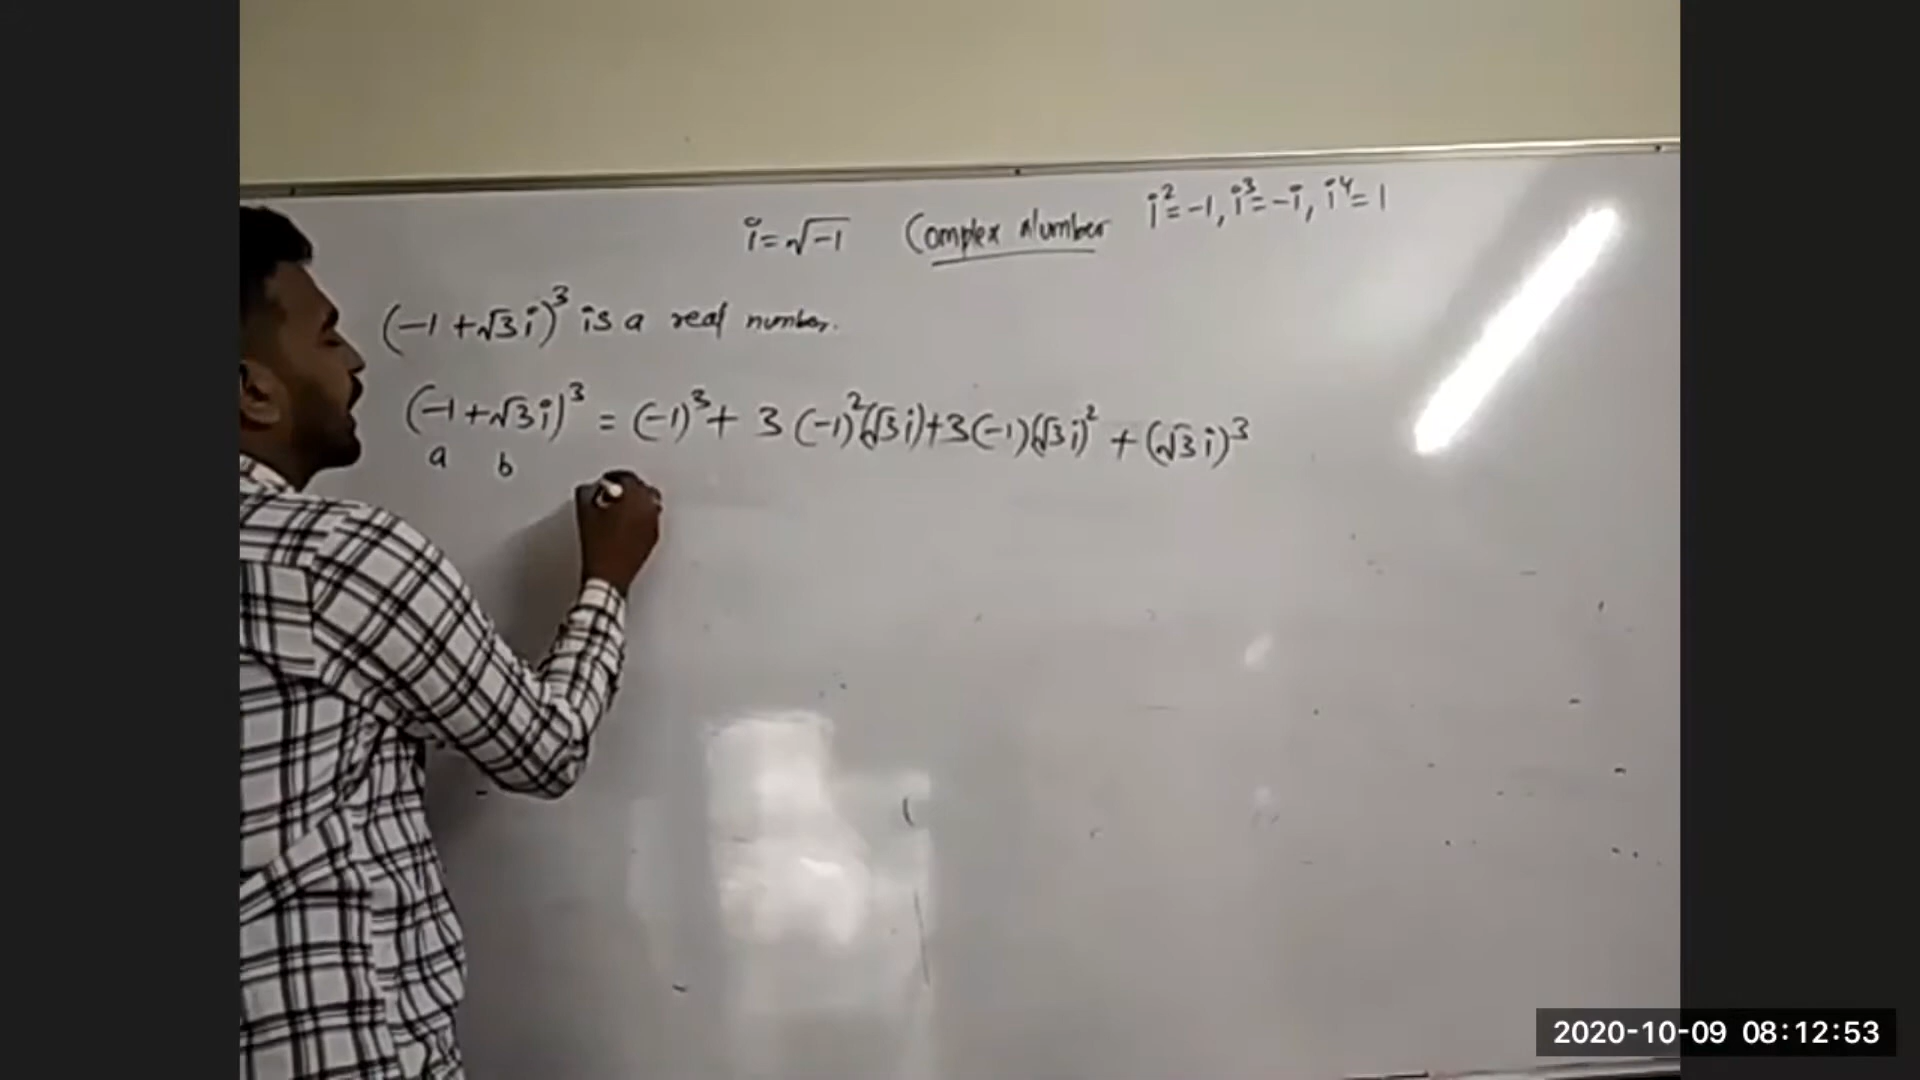 i=√-1 Complex Number i²=-1, i³=-i, i⁴=1
(-1+√3i)³ is a real number.
(-1+√3i)³ = (-1)³+ 3(-1)²(√3i)+3(-1)(√3i)² +(√3i)³
a b
2020-10-09 08:12:53